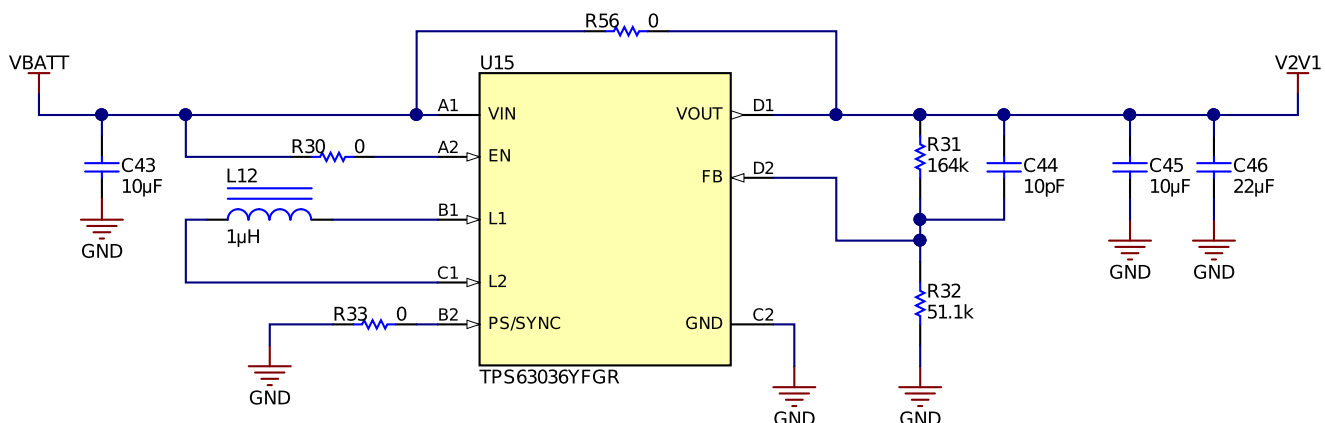 R56 0
VBATT
U15
V2V1
A1 VIN
VOUT D1
R30 0
A2 EN
R31
164k
C43
10µF
C44
10pF
C45
10µF
C46
22µF
FB D2
L12
1µH
B1 L1
GND
C1 L2
GND
GND
R32
51.1k
R33 0
B2 PS/SYNC
GND C2
TPS63036YFGR
GND
GND
GND